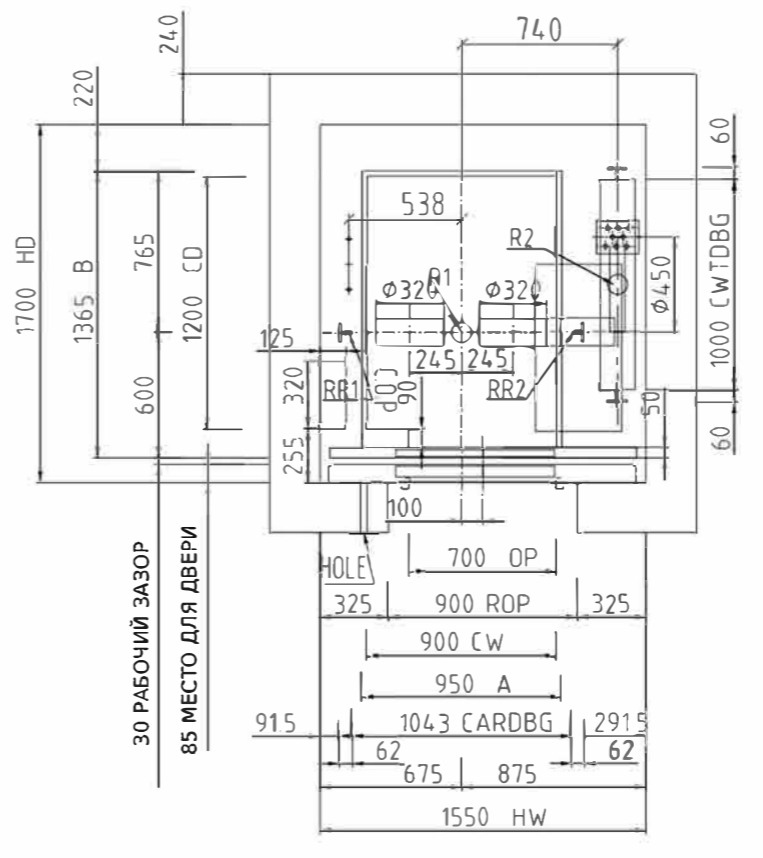 740
240
220
60
1700 HD
1365 B
765
1200 CD
538
R2
R1
Ø320
Ø320
Ø450
1000 CWTDBG
125
245
245
320
RR1
COP
90
RR2
600
50
255
60
100
HOLE
700 OP
325
900 ROP
325
30 РАБОЧИЙ ЗАЗОР
85 МЕСТО ДЛЯ ДВЕРИ
900 CW
950 A
91.5
1043 CARDBG
291.5
62
62
675
875
1550 HW